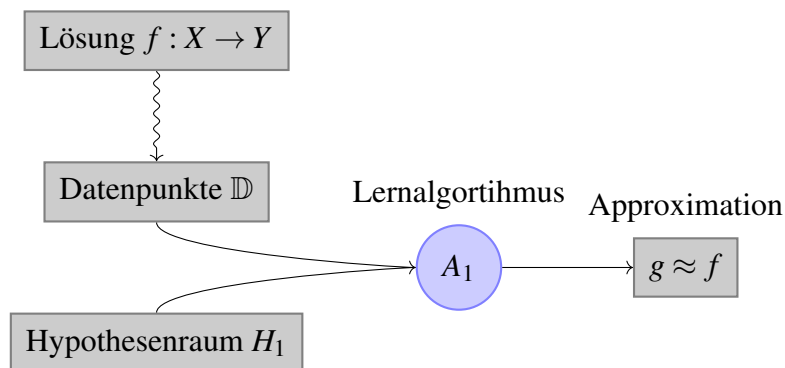 Lösung f : X → Y
Datenpunkte 𝔻
Lernalgortihmus
Approximation
A₁
g ≈ f
Hypothesenraum H₁